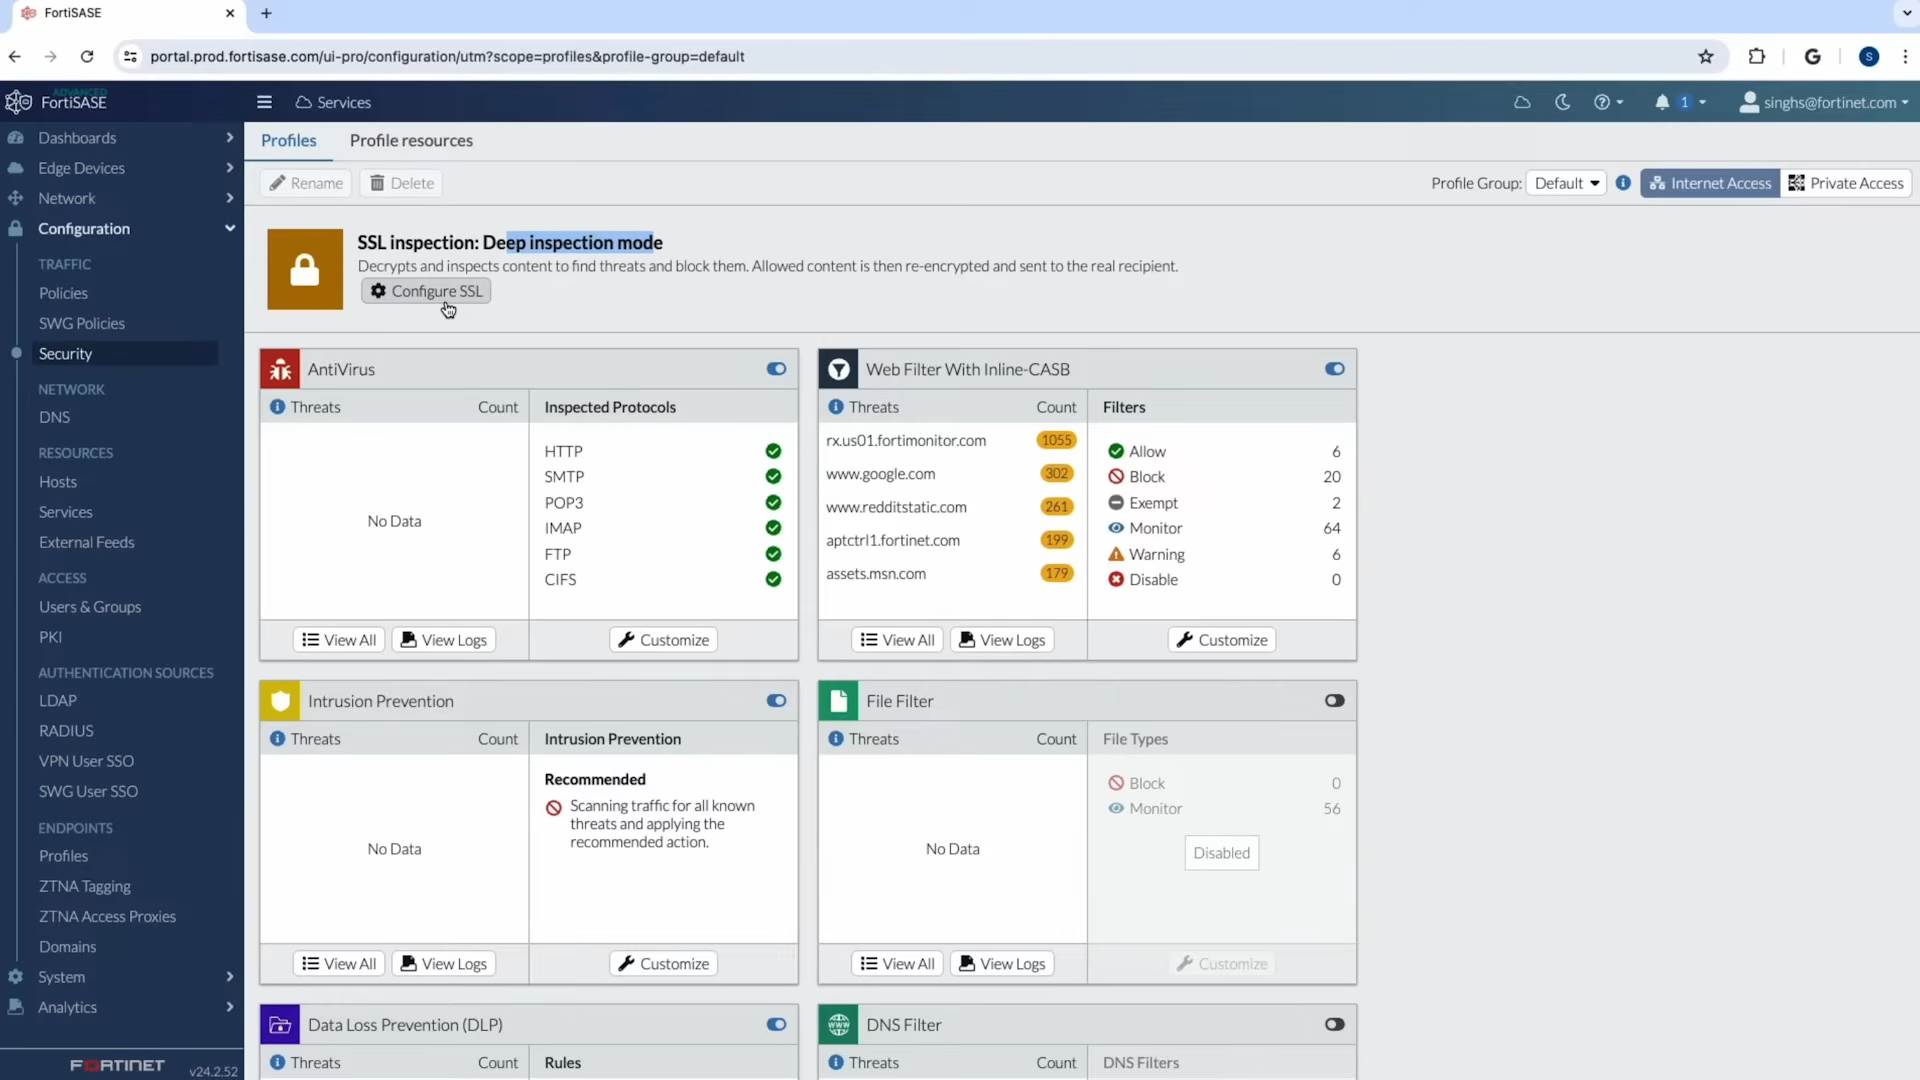 FortiSASE
portal.prod.fortisase.com/ui-pro/configuration/utm?scope=profiles&profile-group=default
S
ADVANCED
FortiSASE
Services
1
singhs@fortinet.com
Dashboards
Edge Devices
Network
Configuration
TRAFFIC
Policies
SWG Policies
Security
NETWORK
DNS
RESOURCES
Hosts
Services
External Feeds
ACCESS
Users & Groups
PKI
AUTHENTICATION SOURCES
LDAP
RADIUS
VPN User SSO
SWG User SSO
ENDPOINTS
Profiles
ZTNA Tagging
ZTNA Access Proxies
Domains
System
Analytics
FORTINET v24.2.52
Profiles Profile resources
Rename Delete Profile Group: Default Internet Access Private Access
SSL inspection: Deep inspection mode
Decrypts and inspects content to find threats and block them. Allowed content is then re-encrypted and sent to the real recipient.
Configure SSL
AntiVirus
Threats Count Inspected Protocols
No Data
HTTP
SMTP
POP3
IMAP
FTP
CIFS
View All View Logs Customize
Web Filter With Inline-CASB
Threats Count Filters
rx.us01.fortimonitor.com 1055
www.google.com 302
www.redditstatic.com 261
aptctrl1.fortinet.com 199
assets.msn.com 179
Allow 6
Block 20
Exempt 2
Monitor 64
Warning 6
Disable 0
View All View Logs Customize
Intrusion Prevention
Threats Count Intrusion Prevention
No Data
Recommended
Scanning traffic for all known
threats and applying the
recommended action.
View All View Logs Customize
File Filter
Threats Count File Types
No Data
Block 0
Monitor 56
Disabled
View All View Logs Customize
Data Loss Prevention (DLP)
Threats Count Rules
WWW
DNS Filter
Threats Count DNS Filters